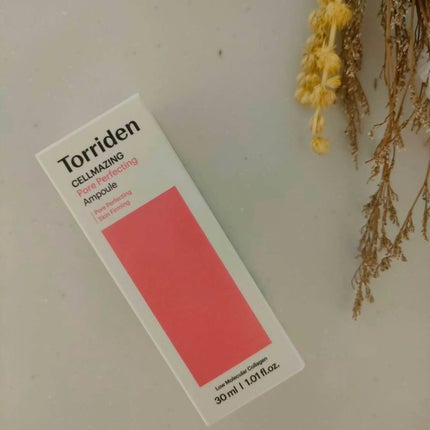 Torriden
CELLMAZING
Pore Perfecting
Ampoule
Pore Perfecting
Skin Firming
Low Molecular Collagen
30 ml | 1.01 fl.oz.